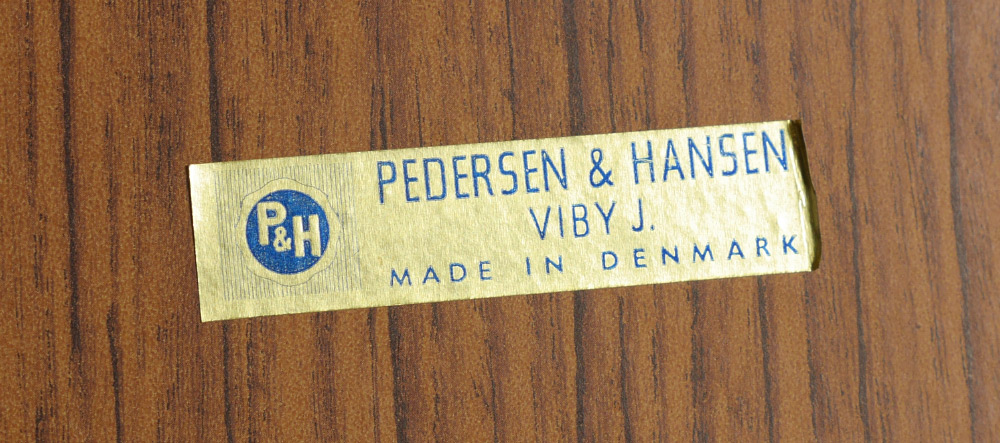 P&H
PEDERSEN & HANSEN
VIBY J.
MADE IN DENMARK